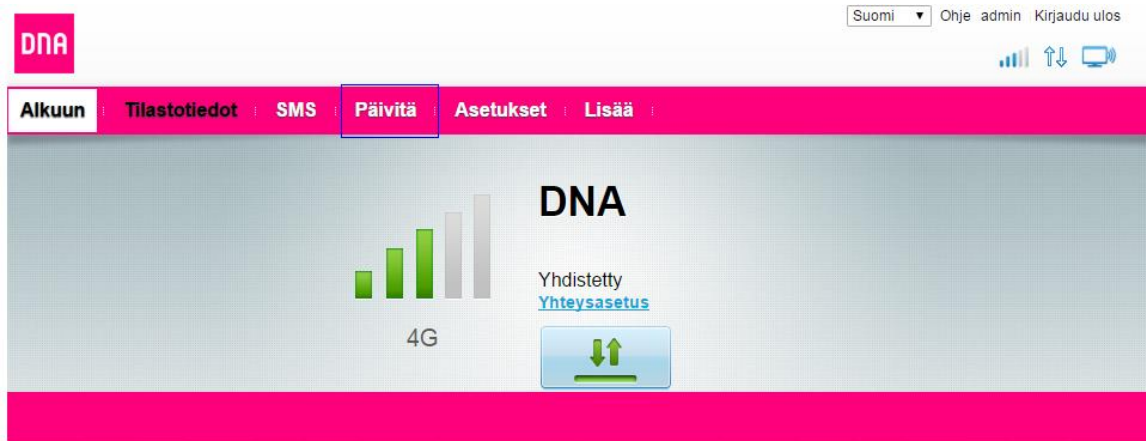 Suomi Ohje admin Kirjaudu ulos
DNA
Alkuun Tilastotiedot SMS Päivitä Asetukset Lisää
DNA
Yhdistetty
Yhteysasetus
4G